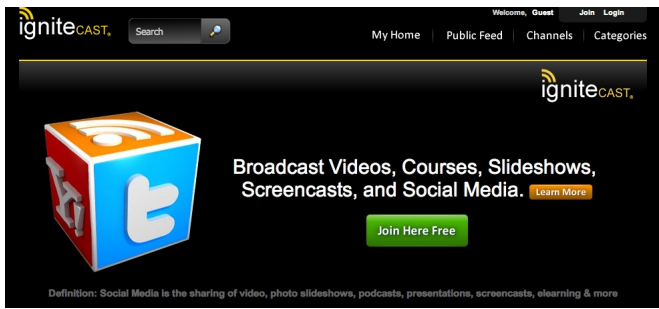 Welcome, Guest Join Login
ignitecast®
Search
My Home Public Feed Channels Categories
ignitecast®
Y!
t
Broadcast Videos, Courses, Slideshows,
Screencasts, and Social Media. Learn More
Join Here Free
Definition: Social Media is the sharing of video, photo slideshows, podcasts, presentations, screencasts, elearning & more